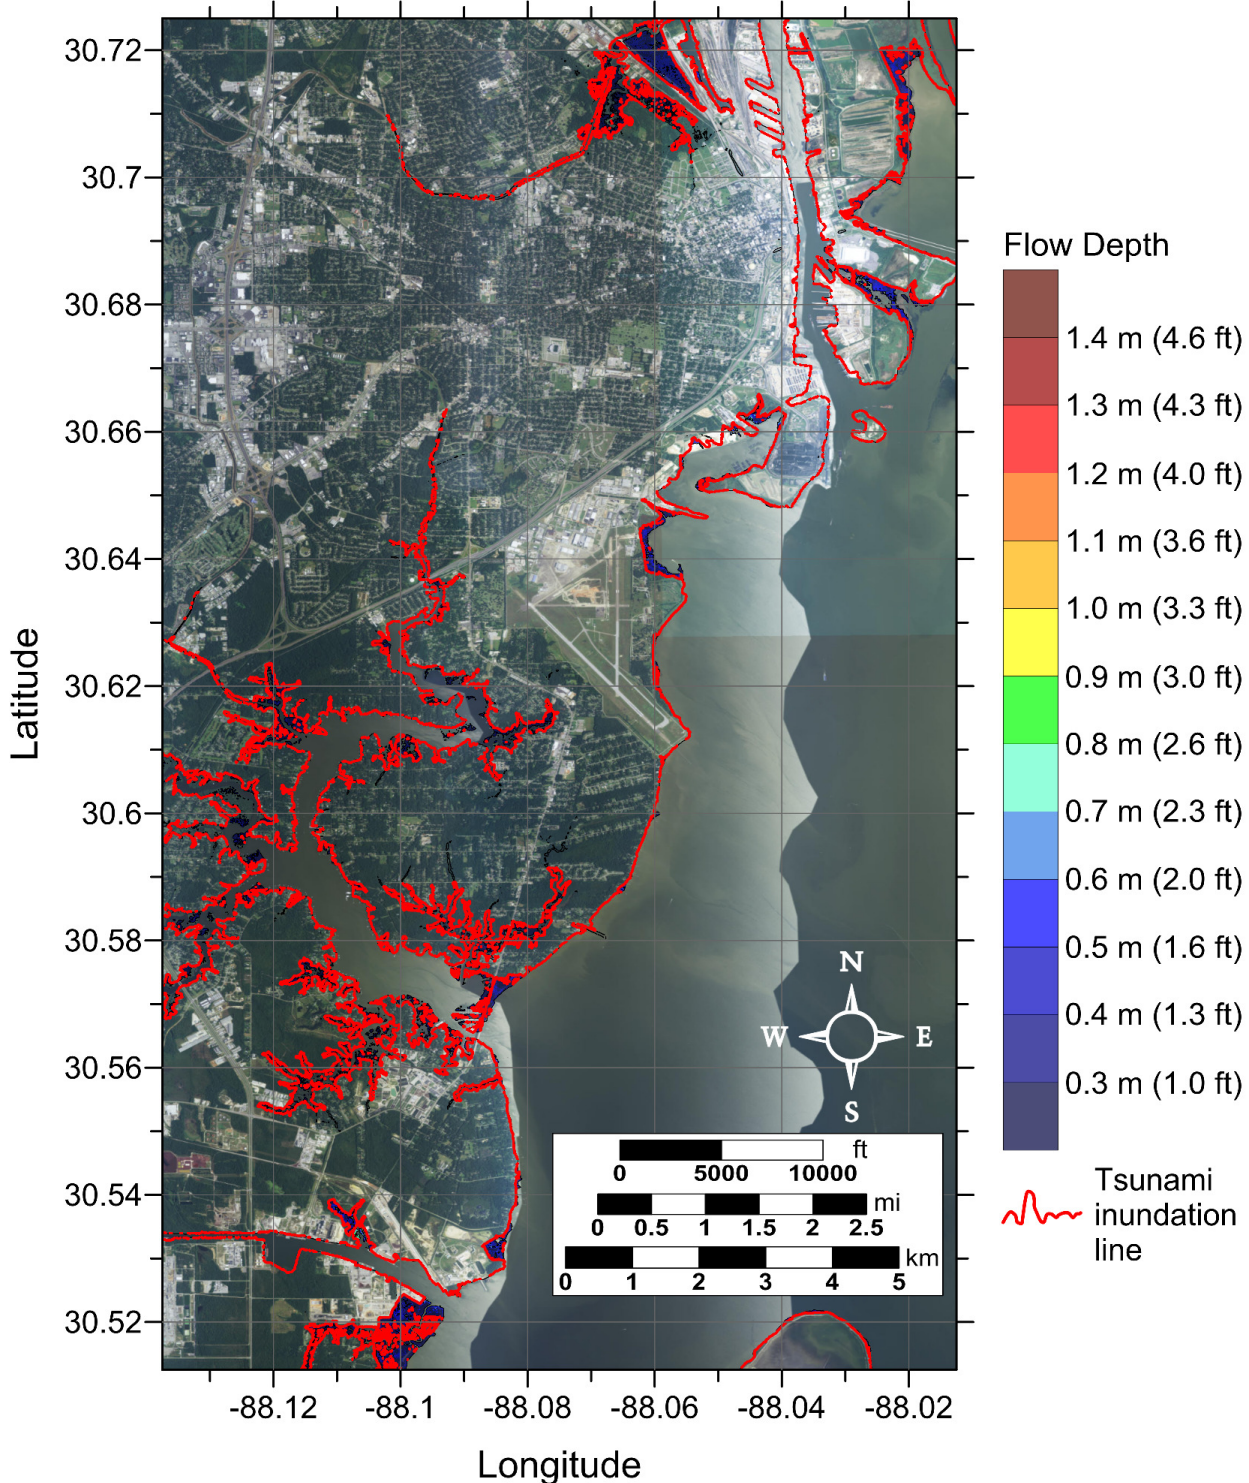 30.72
30.7
30.68
30.66
30.64
30.62
30.6
30.58
30.56
30.54
30.52
Latitude
-88.12
-88.1
-88.08
-88.06
-88.04
-88.02
Longitude
N
W E
S
ft
0 5000 10000
mi
0 0.5 1 1.5 2 2.5
km
0 1 2 3 4 5
Flow Depth
1.4 m (4.6 ft)
1.3 m (4.3 ft)
1.2 m (4.0 ft)
1.1 m (3.6 ft)
1.0 m (3.3 ft)
0.9 m (3.0 ft)
0.8 m (2.6 ft)
0.7 m (2.3 ft)
0.6 m (2.0 ft)
0.5 m (1.6 ft)
0.4 m (1.3 ft)
0.3 m (1.0 ft)
Tsunami
inundation
line